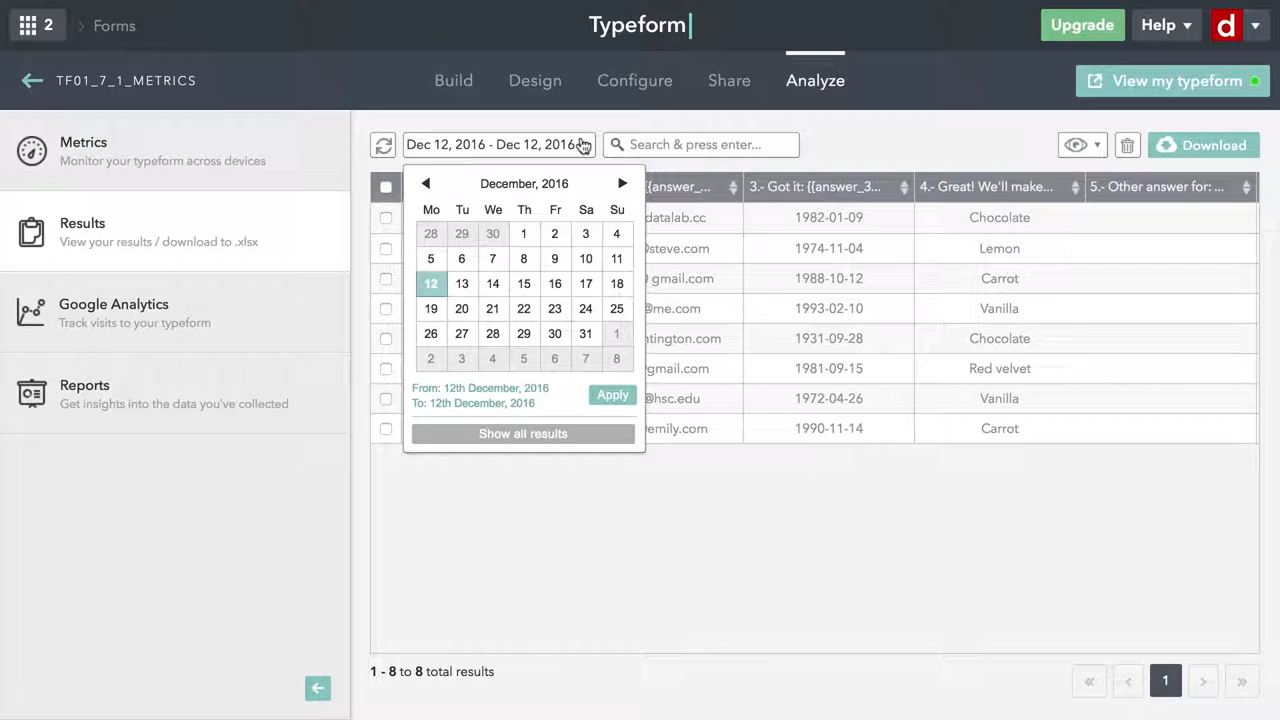 2 > Forms
Typeform
Upgrade
Help
d
TF01_7_1_METRICS
Build
Design
Configure
Share
Analyze
View my typeform
Metrics
Monitor your typeform across devices
Results
View your results / download to .xlsx
Google Analytics
Track visits to your typeform
Reports
Get insights into the data you've collected
Dec 12, 2016 - Dec 12, 2016
Search & press enter...
Download
December, 2016
Mo Tu We Th Fr Sa Su
28 29 30 1 2 3 4
5 6 7 8 9 10 11
12 13 14 15 16 17 18
19 20 21 22 23 24 25
26 27 28 29 30 31 1
2 3 4 5 6 7 8
From: 12th December, 2016
To: 12th December, 2016
Apply
Show all results
{{answer_... 3.- Got it: {{answer_3... 4.- Great! We'll make... 5.- Other answer for: ...
datalab.cc 1982-01-09 Chocolate
@steve.com 1974-11-04 Lemon
gmail.com 1988-10-12 Carrot
@me.com 1993-02-10 Vanilla
ntington.com 1931-09-28 Chocolate
gmail.com 1981-09-15 Red velvet
@hsc.edu 1972-04-26 Vanilla
emily.com 1990-11-14 Carrot
1 - 8 to 8 total results
« ‹ 1 › »